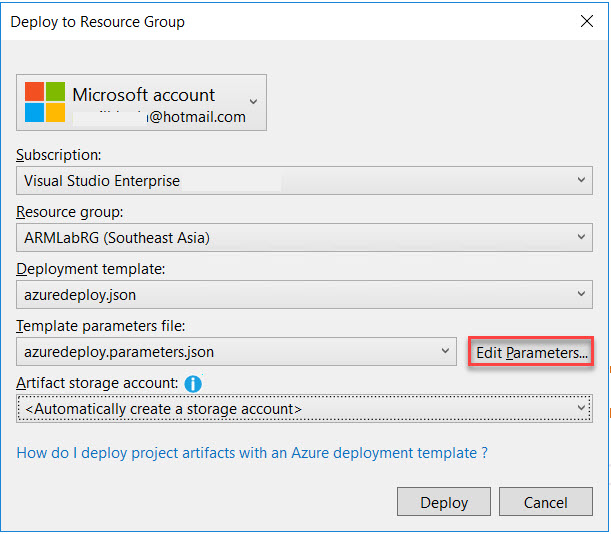 Deploy to Resource Group
Microsoft account
@hotmail.com
Subscription:
Visual Studio Enterprise
Resource group:
ARMLabRG (Southeast Asia)
Deployment template:
azuredeploy.json
Template parameters file:
azuredeploy.parameters.json
Edit Parameters...
Artifact storage account:
<Automatically create a storage account>
How do I deploy project artifacts with an Azure deployment template ?
Deploy
Cancel